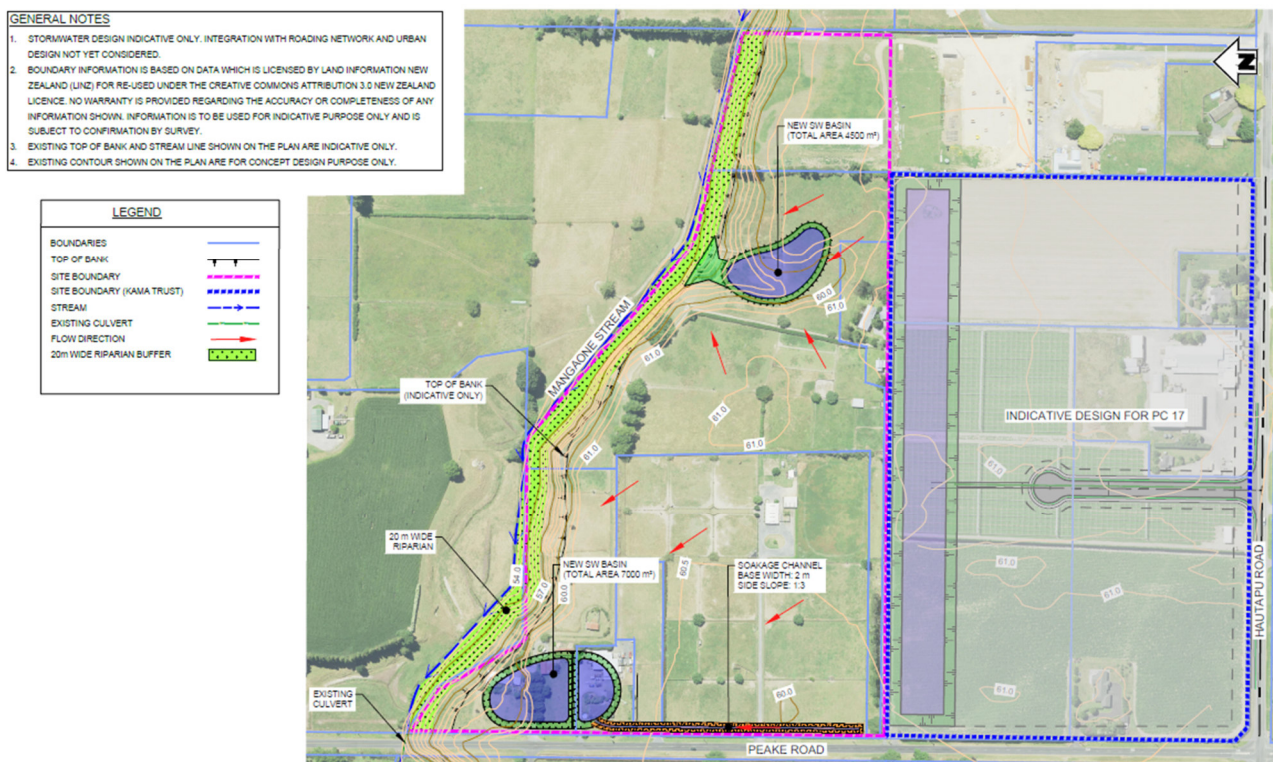 GENERAL NOTES
1. STORMWATER DESIGN INDICATIVE ONLY. INTEGRATION WITH ROADING NETWORK AND URBAN
DESIGN NOT YET CONSIDERED.
2. BOUNDARY INFORMATION IS BASED ON DATA WHICH IS LICENSED BY LAND INFORMATION NEW
ZEALAND (LINZ) FOR RE-USED UNDER THE CREATIVE COMMONS ATTRIBUTION 3.0 NEW ZEALAND
LICENCE. NO WARRANTY IS PROVIDED REGARDING THE ACCURACY OR COMPLETENESS OF ANY
INFORMATION SHOWN. INFORMATION IS TO BE USED FOR INDICATIVE PURPOSE ONLY AND IS
SUBJECT TO CONFIRMATION BY SURVEY.
3. EXISTING TOP OF BANK AND STREAM LINE SHOWN ON THE PLAN ARE INDICATIVE ONLY.
4. EXISTING CONTOUR SHOWN ON THE PLAN ARE FOR CONCEPT DESIGN PURPOSE ONLY.
LEGEND
BOUNDARIES
TOP OF BANK
SITE BOUNDARY
SITE BOUNDARY (KAMA TRUST)
STREAM
EXISTING CULVERT
FLOW DIRECTION
20m WIDE RIPARIAN BUFFER
N
NEW SW BASIN
(TOTAL AREA 4500 m²)
60.0
61.0
MANGAONE STREAM
61.0
TOP OF BANK
(INDICATIVE ONLY)
61.0
61.0
61.0
INDICATIVE DESIGN FOR PC 17
61.0
20 m WIDE
RIPARIAN
54.0
57.0
60.0
NEW SW BASIN
(TOTAL AREA 7000 m²)
60.5
SOAKAGE CHANNEL
BASE WIDTH: 2 m
SIDE SLOPE: 1:3
61.0
HAUTAPU ROAD
EXISTING
CULVERT
60.0
61.0
PEAKE ROAD